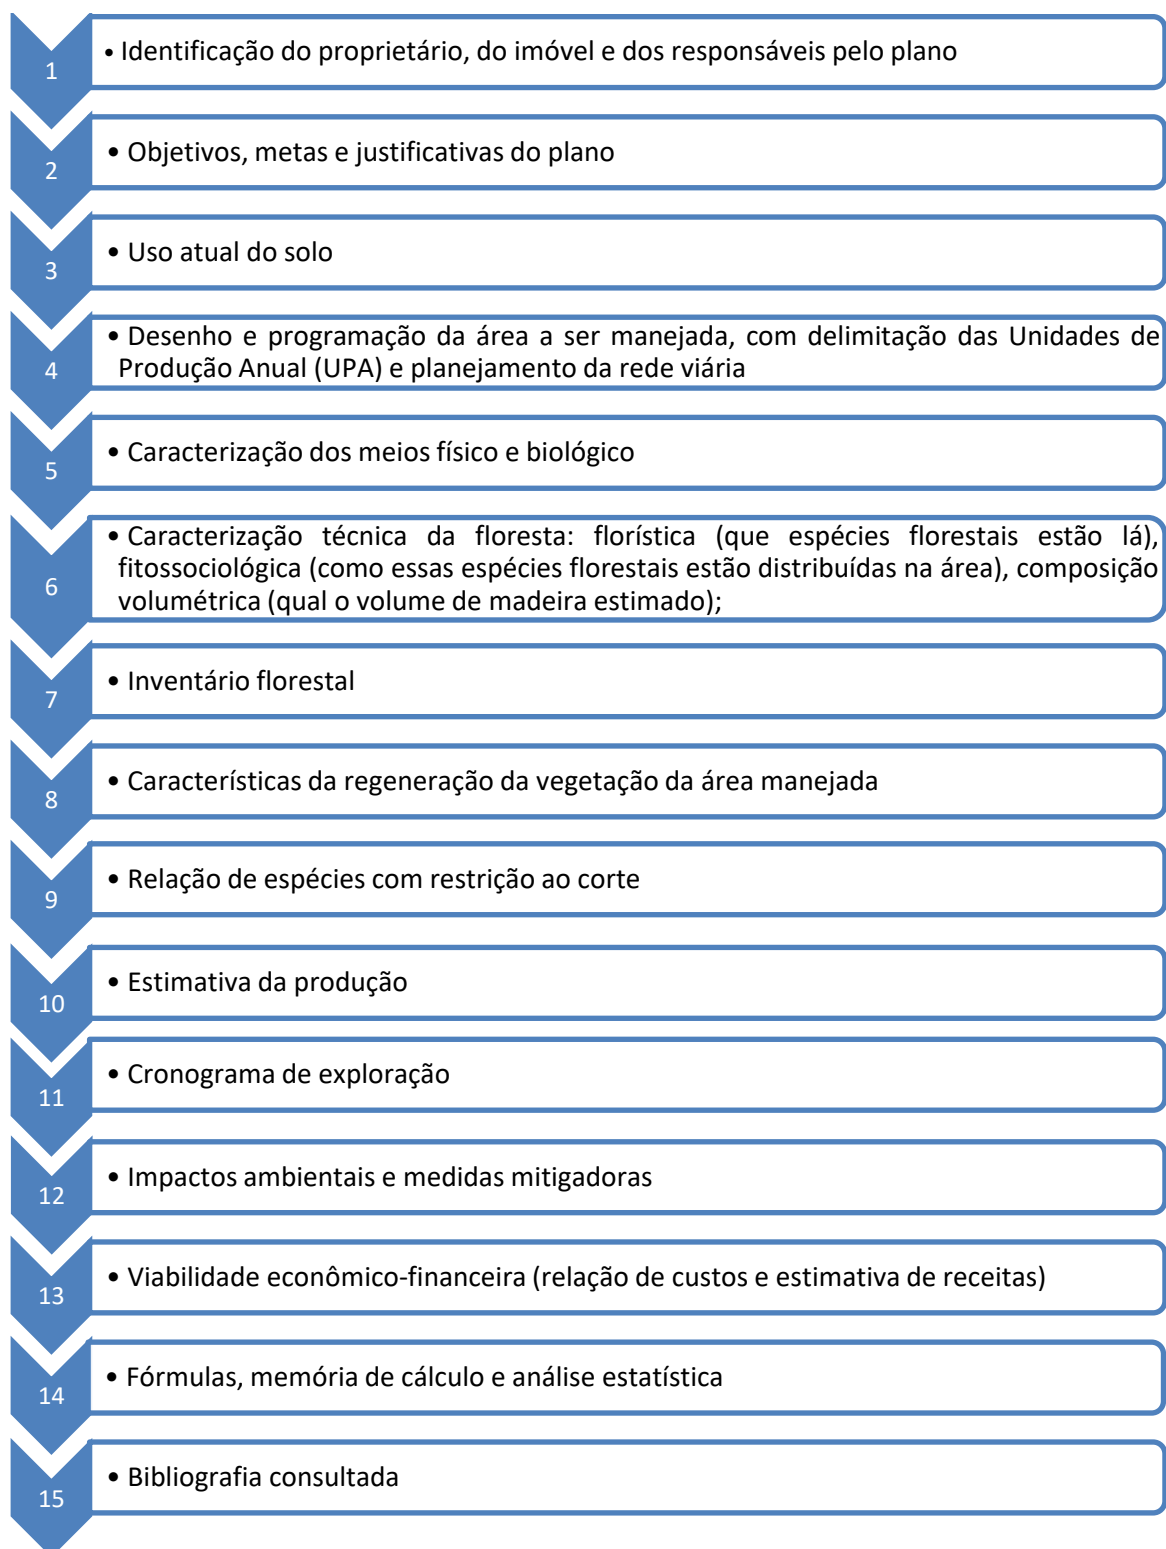 1
• Identificação do proprietário, do imóvel e dos responsáveis pelo plano
2
• Objetivos, metas e justificativas do plano
3
• Uso atual do solo
4
• Desenho e programação da área a ser manejada, com delimitação das Unidades de
Produção Anual (UPA) e planejamento da rede viária
5
• Caracterização dos meios físico e biológico
6
• Caracterização técnica da floresta: florística (que espécies florestais estão lá),
fitossociológica (como essas espécies florestais estão distribuídas na área), composição
volumétrica (qual o volume de madeira estimado);
7
• Inventário florestal
8
• Características da regeneração da vegetação da área manejada
9
• Relação de espécies com restrição ao corte
10
• Estimativa da produção
11
• Cronograma de exploração
12
• Impactos ambientais e medidas mitigadoras
13
• Viabilidade econômico-financeira (relação de custos e estimativa de receitas)
14
• Fórmulas, memória de cálculo e análise estatística
15
• Bibliografia consultada